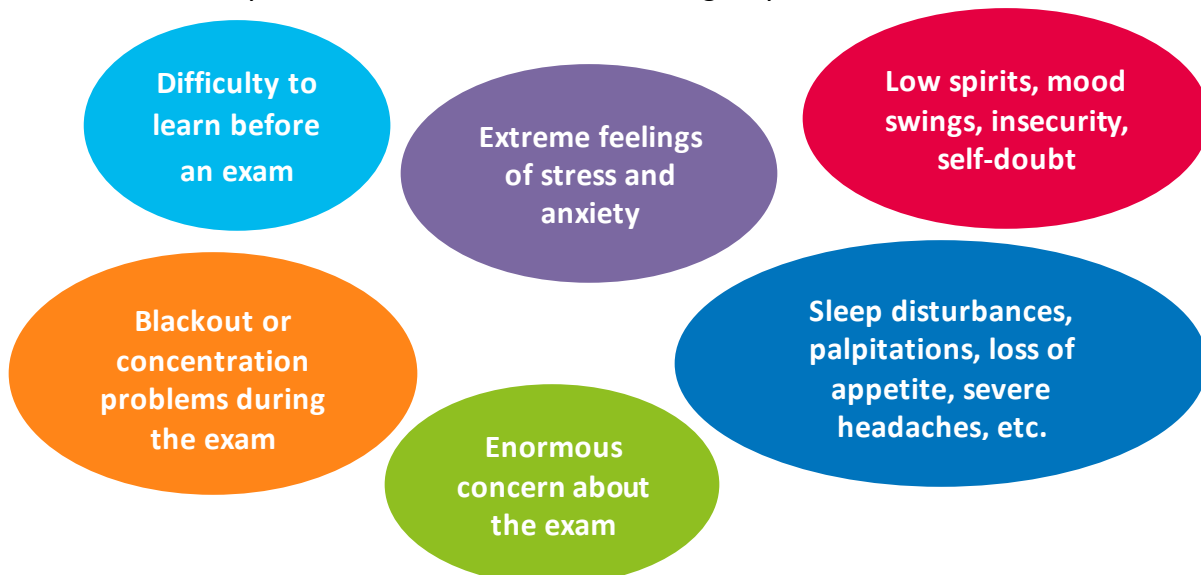 Difficulty to
learn before
an exam
Extreme feelings
of stress and
anxiety
Low spirits, mood
swings, insecurity,
self-doubt
Blackout or
concentration
problems during
the exam
Enormous
concern about
the exam
Sleep disturbances,
palpitations, loss of
appetite, severe
headaches, etc.